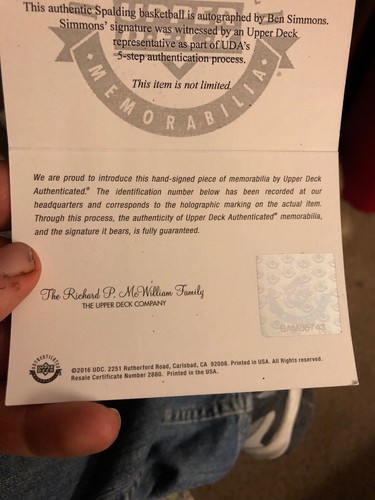 This authentic Spalding basketball is autographed by Ben Simmons.
Simmons' signature was witnessed by an Upper Deck
representative as part of UDA's
5-step authentication process.
This item is not limited.
MEMORABILIA
We are proud to introduce this hand-signed piece of memorabilia by Upper Deck
Authenticated.® The identification number below has been recorded at our
headquarters and corresponds to the holographic marking on the actual item.
Through this process, the authenticity of Upper Deck Authenticated® memorabilia,
and the signature it bears, is fully guaranteed.
The Richard P. McWilliam Family
THE UPPER DECK COMPANY
AUTHENTICATED
©2016 UDC. 2251 Rutherford Road, Carlsbad, CA 92008. Printed in USA. All Rights reserved.
Resale Certificate Number 2880. Printed in the USA.